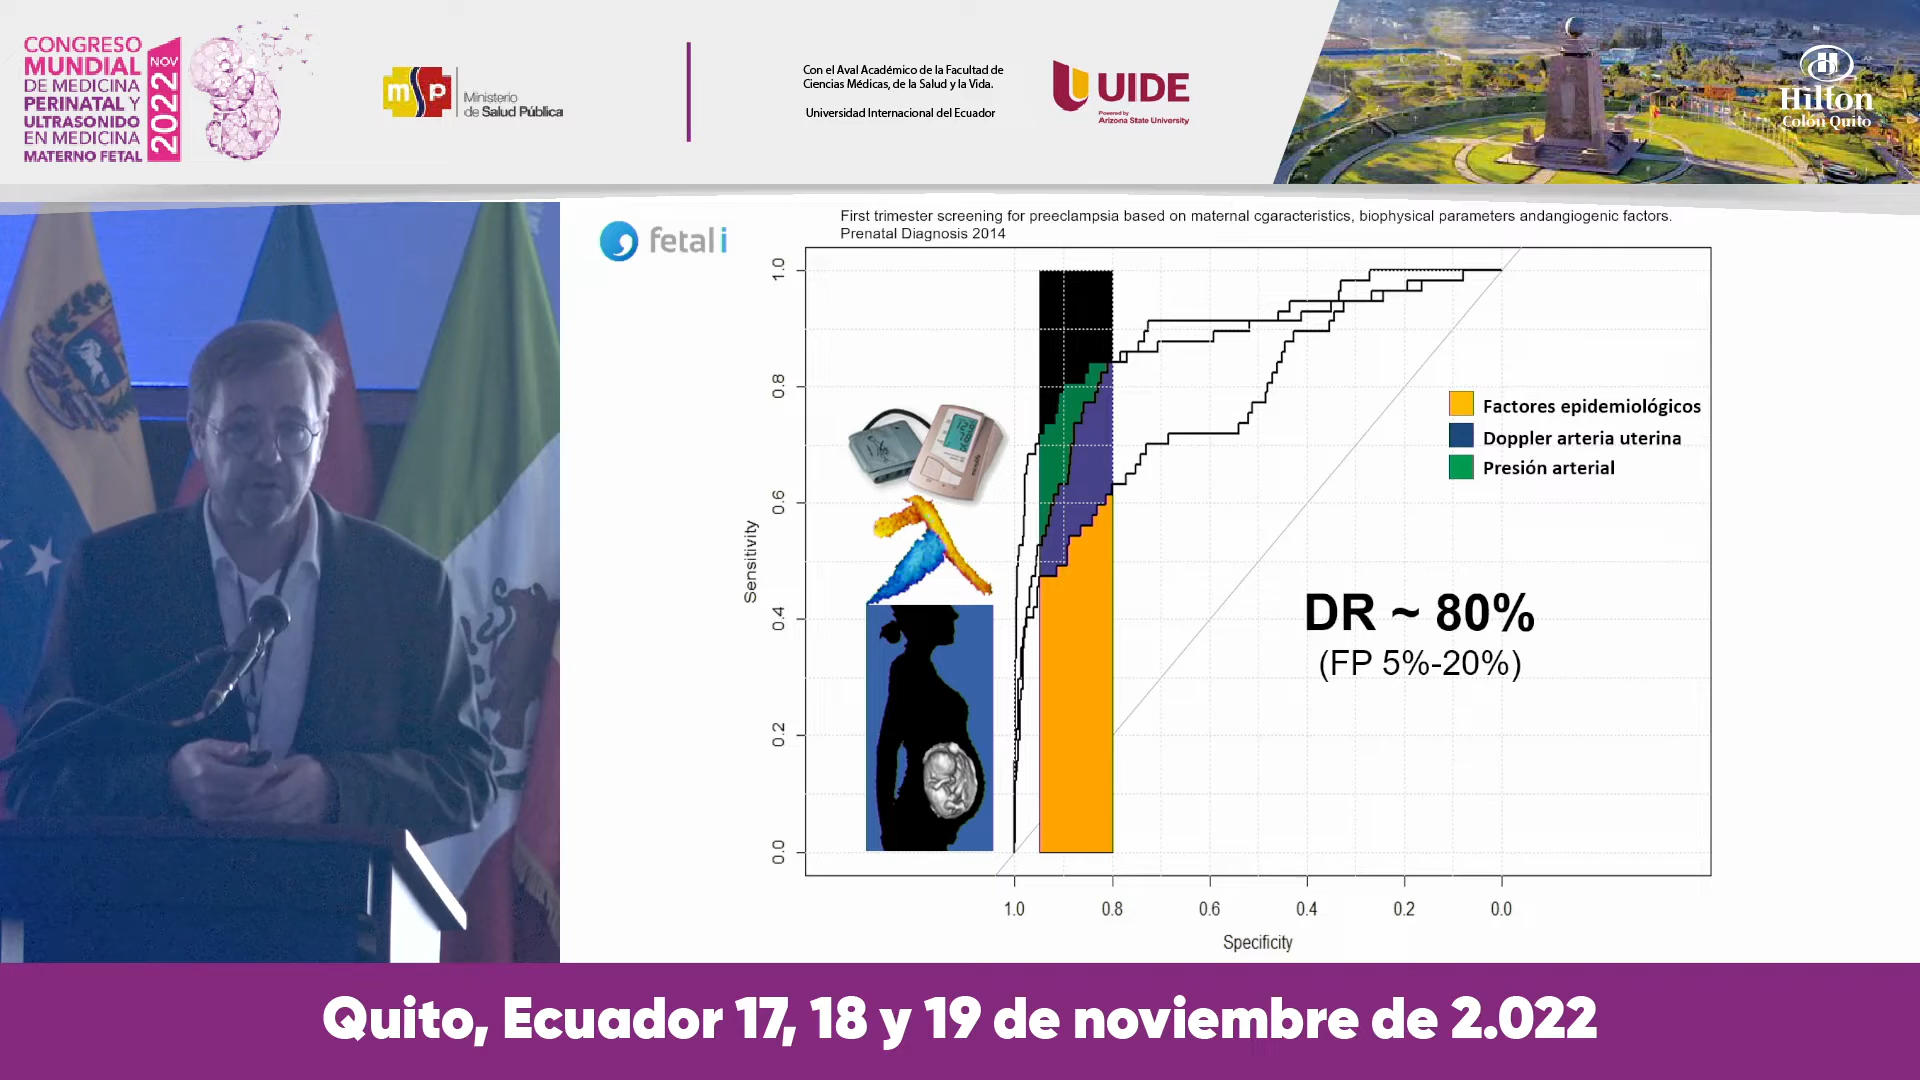 CONGRESO
MUNDIAL
DE MEDICINA
PERINATAL Y
ULTRASONIDO
EN MEDICINA
MATERNO FETAL
NOV
2022
msp
Ministerio
de Salud Pública
Con el Aval Académico de la Facultad de
Ciencias Médicas, de la Salud y la Vida.
Universidad Internacional del Ecuador
UIDE
Powered by
Arizona State University
Hilton
Colón Quito
fetal i
First trimester screening for preeclampsia based on maternal cgaracteristics, biophysical parameters andangiogenic factors.
Prenatal Diagnosis 2014
Sensitivity
1.0
0.8
0.6
0.4
0.2
0.0
Factores epidemiológicos
Doppler arteria uterina
Presión arterial
DR ~ 80%
(FP 5%-20%)
1.0 0.8 0.6 0.4 0.2 0.0
Specificity
Quito, Ecuador 17, 18 y 19 de noviembre de 2.022